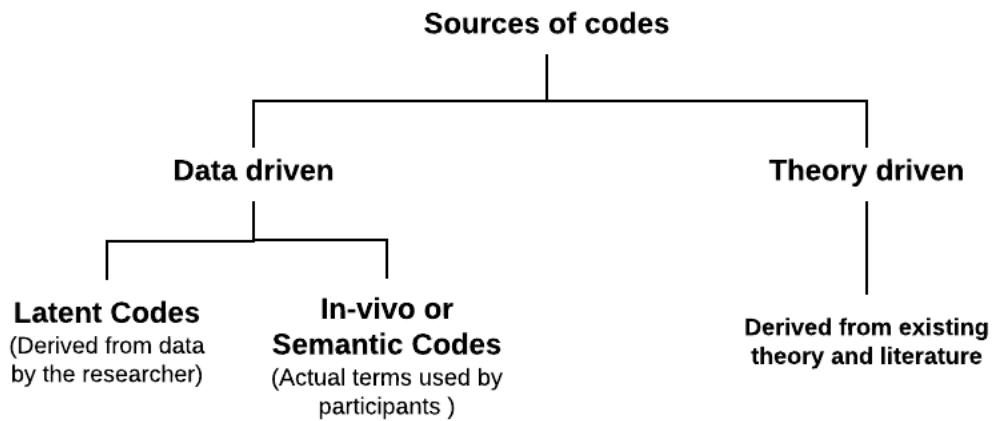 Sources of codes
Data driven
Theory driven
Latent Codes
(Derived from data
by the researcher)
In-vivo or
Semantic Codes
(Actual terms used by
participants )
Derived from existing
theory and literature